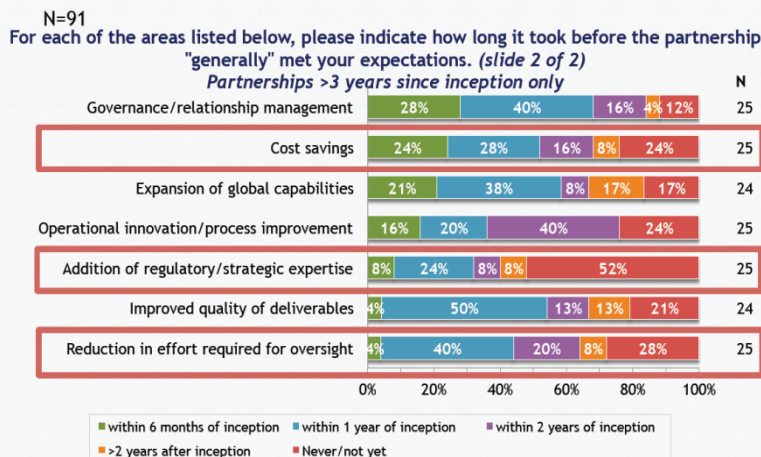 N=91
For each of the areas listed below, please indicate how long it took before the partnership
"generally" met your expectations. (slide 2 of 2)
Partnerships >3 years since inception only
N
Governance/relationship management 28% 40% 16% 4% 12% 25
Cost savings 24% 28% 16% 8% 24% 25
Expansion of global capabilities 21% 38% 8% 17% 17% 24
Operational innovation/process improvement 16% 20% 40% 24% 25
Addition of regulatory/strategic expertise 8% 24% 8% 8% 52% 25
Improved quality of deliverables 4% 50% 13% 13% 21% 24
Reduction in effort required for oversight 4% 40% 20% 8% 28% 25
0% 20% 40% 60% 80% 100%
within 6 months of inception within 1 year of inception within 2 years of inception
>2 years after inception Never/not yet